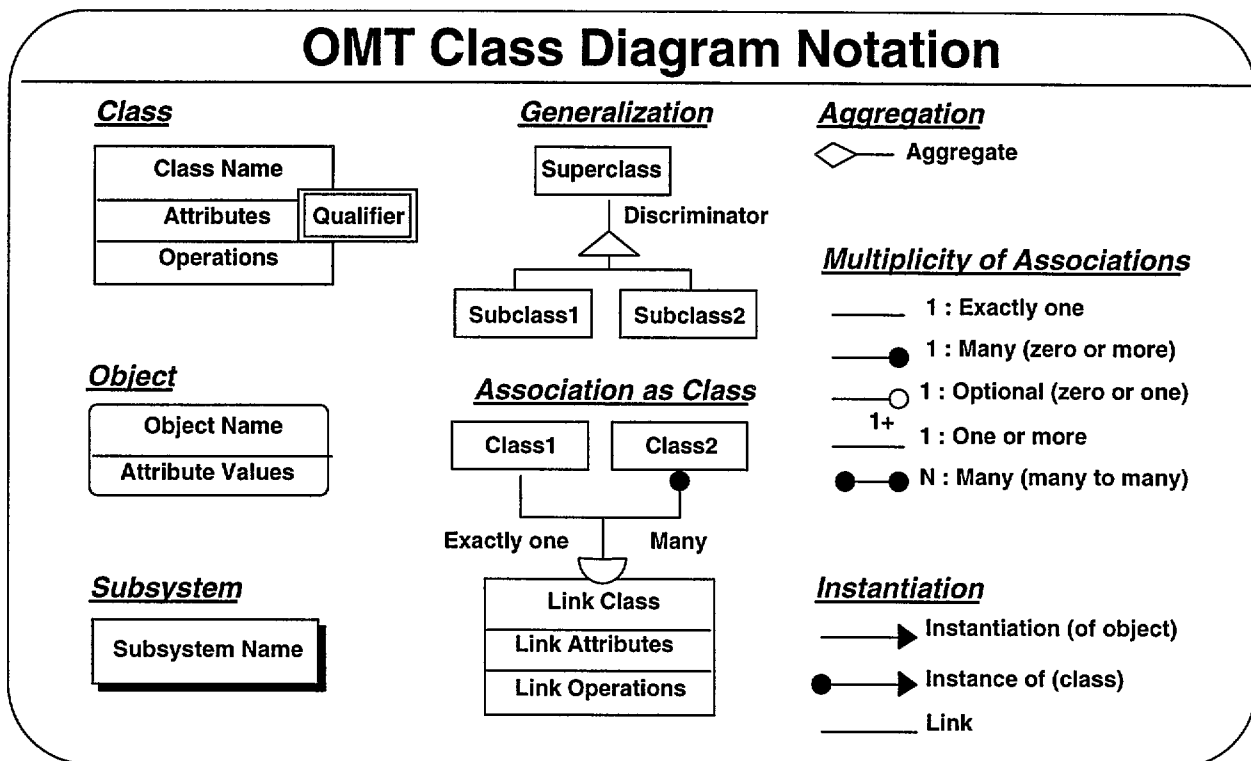 OMT Class Diagram Notation
Class
Class Name
Attributes
Qualifier
Operations
Object
Object Name
Attribute Values
Subsystem
Subsystem Name
Generalization
Superclass
Discriminator
Subclass1
Subclass2
Association as Class
Class1
Class2
Exactly one
Many
Link Class
Link Attributes
Link Operations
Aggregation
Aggregate
Multiplicity of Associations
1 : Exactly one
1 : Many (zero or more)
1 : Optional (zero or one)
1+
1 : One or more
N : Many (many to many)
Instantiation
Instantiation (of object)
Instance of (class)
Link